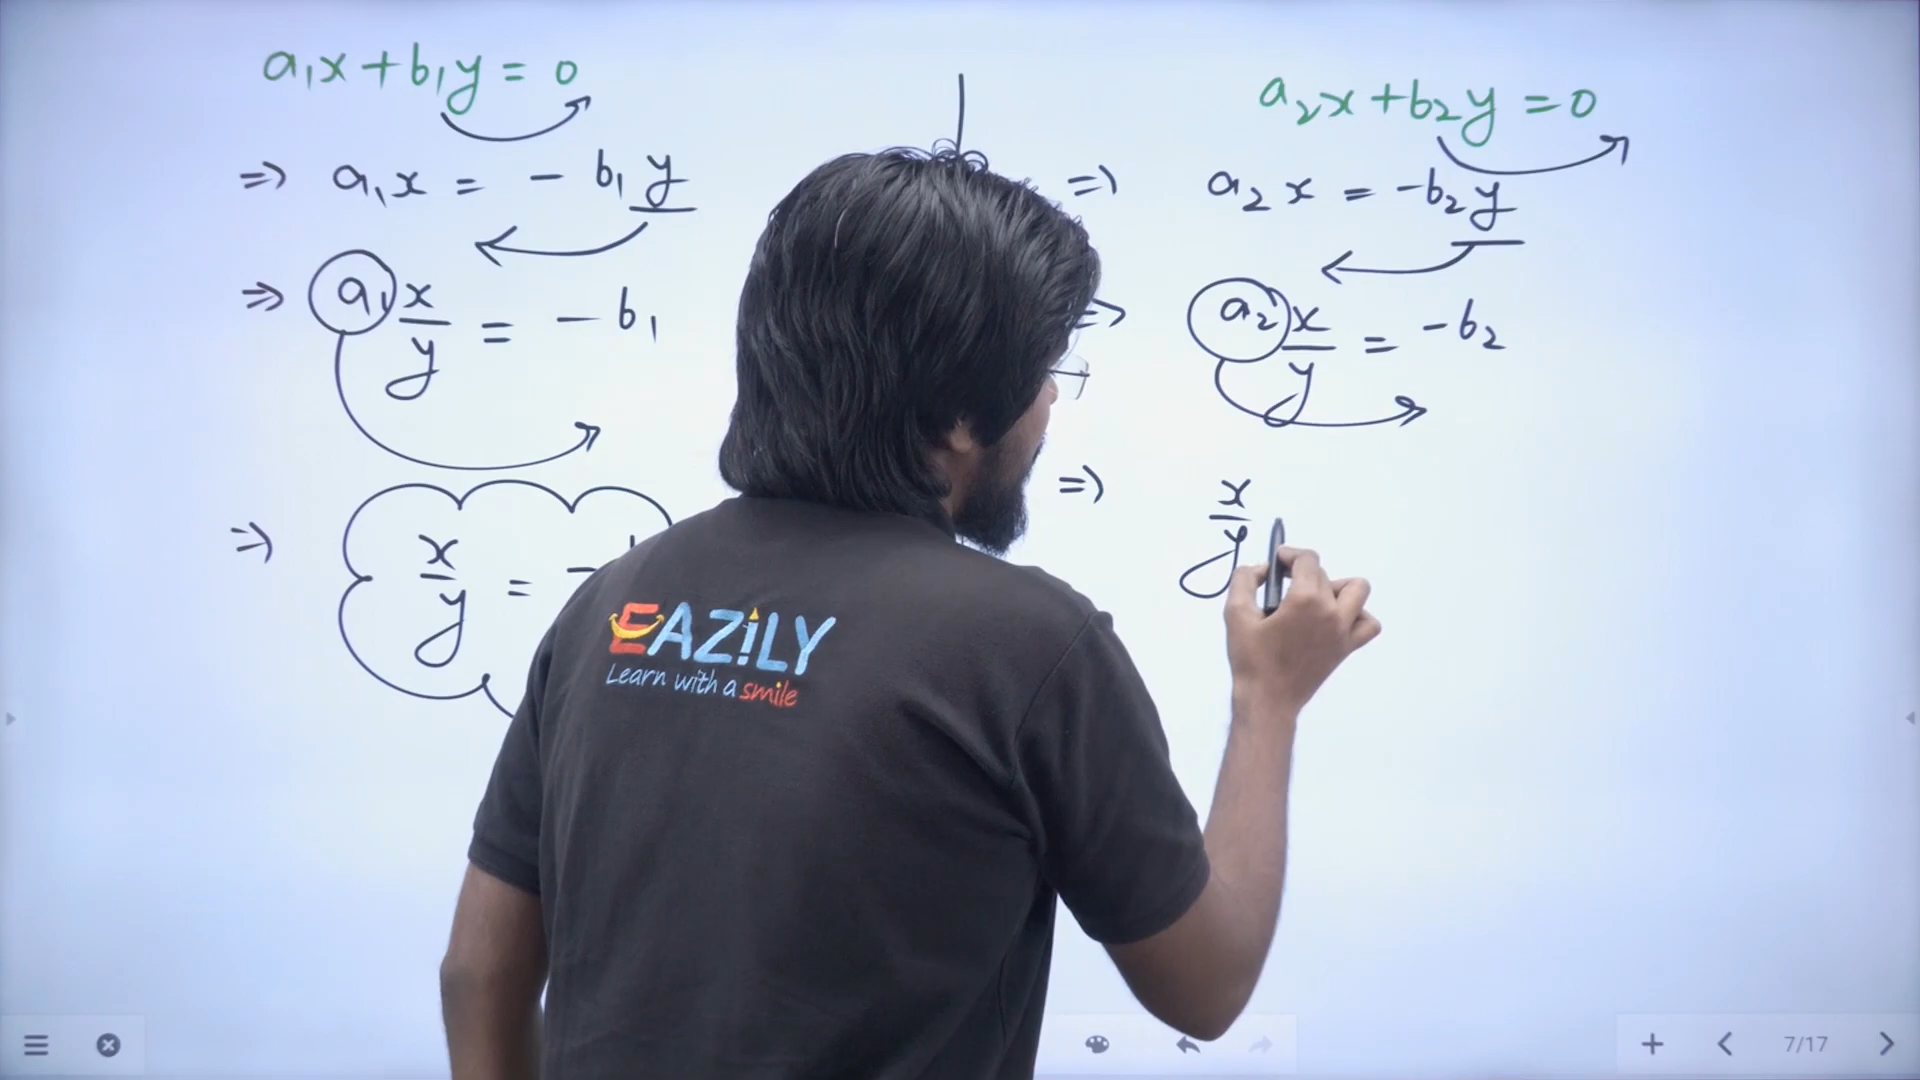 a₁x + b₁y = 0
⇒ a₁x = - b₁y
⇒ a₁ x/y = - b₁
⇒ x/y = -
a₂x + b₂y = 0
⇒ a₂x = -b₂y
⇒ a₂ x/y = -b₂
⇒ x/y
EAZiLY
Learn with a smile
7/17